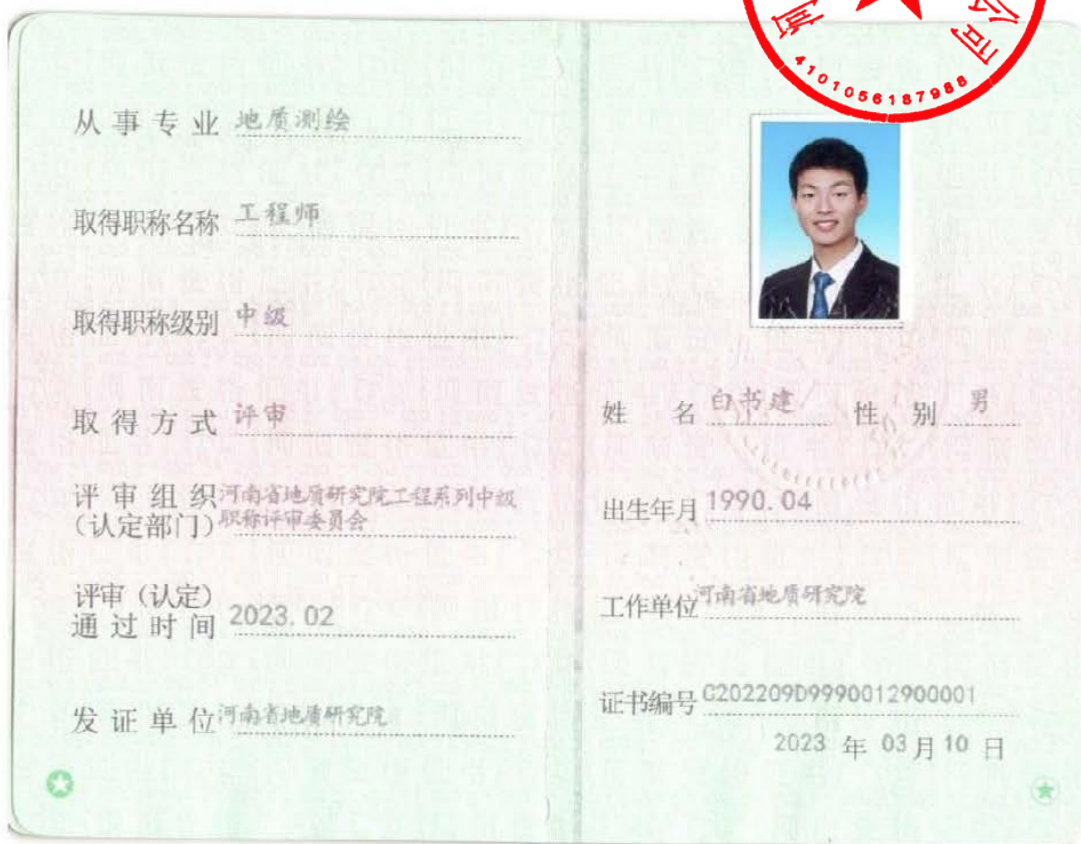 从事专业 地质测绘
取得职称名称 工程师
取得职称级别 中级
取得方式 评审
评审组织 河南省地质研究院工程系列中级
(认定部门) 职称评审委员会
评审(认定)
通过时间 2023.02
发证单位 河南省地质研究院
公司
4101056187988
姓名 白书建 性别 男
出生年月 1990.04
工作单位 河南省地质研究院
证书编号 C202209D9990012900001
2023 年 03 月 10 日